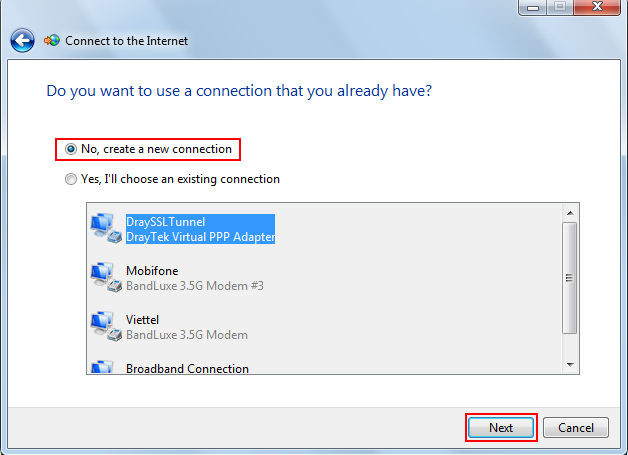 Connect to the Internet
Do you want to use a connection that you already have?
No, create a new connection
Yes, I'll choose an existing connection
DraySSLTunnel
DrayTek Virtual PPP Adapter
Mobifone
BandLuxe 3.5G Modem #3
Viettel
BandLuxe 3.5G Modem
Broadband Connection
Next
Cancel